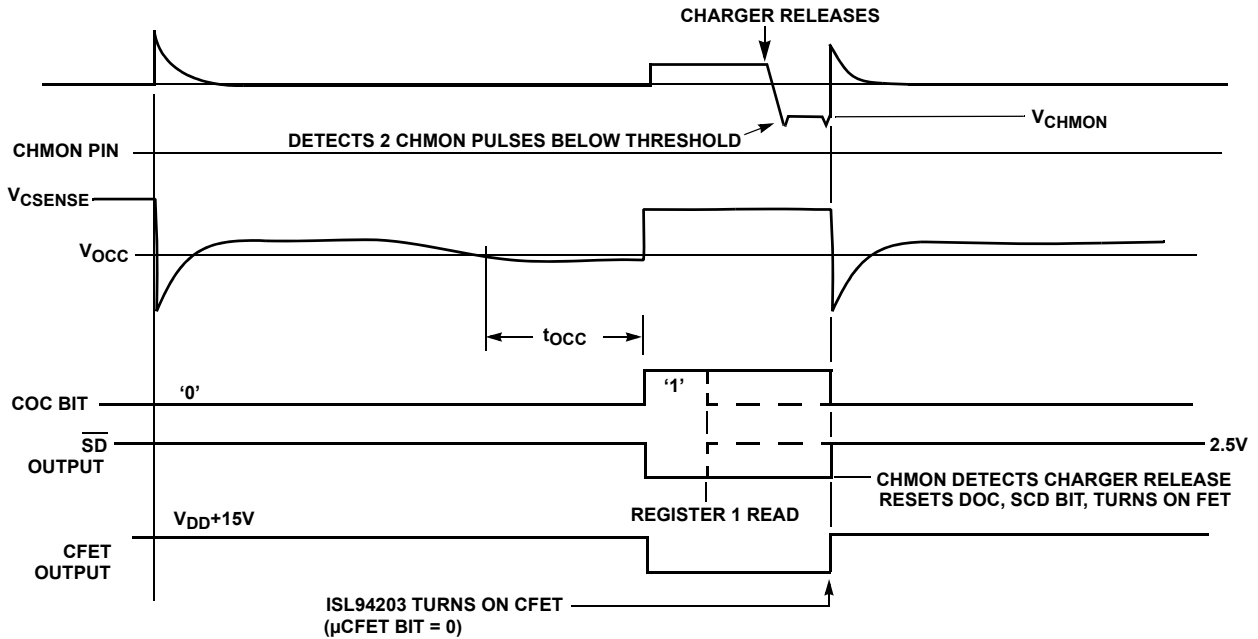 CHARGER RELEASES
VCHMON
DETECTS 2 CHMON PULSES BELOW THRESHOLD
CHMON PIN
VCSENSE
VOCC
tOCC
‘0’
‘1’
COC BIT
SD
OUTPUT
2.5V
CHMON DETECTS CHARGER RELEASE
RESETS DOC, SCD BIT, TURNS ON FET
REGISTER 1 READ
VDD+15V
CFET
OUTPUT
ISL94203 TURNS ON CFET
(µCFET BIT = 0)